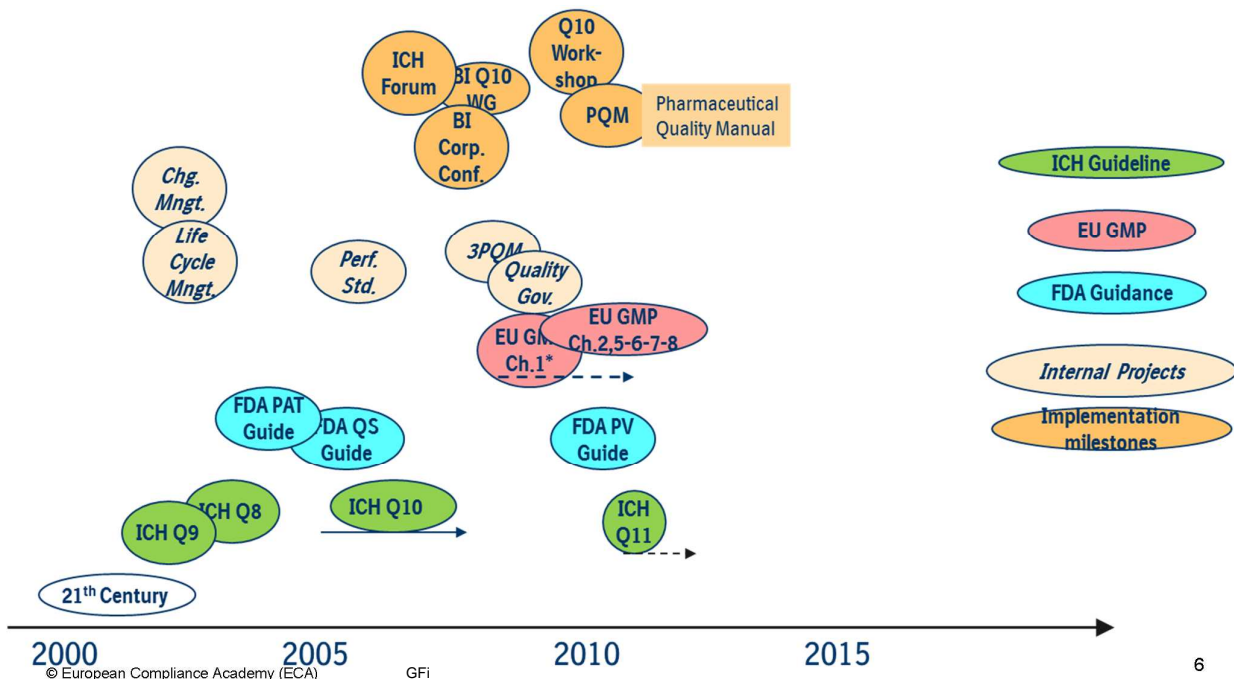 ICH
Forum
BI Q10
WG
BI
Corp.
Conf.
Q10
Work-
shop
PQM
Pharmaceutical
Quality Manual
Chg.
Mngt.
Life
Cycle
Mngt.
Perf.
Std.
3PQM
Quality
Gov.
EU GM
Ch.1*
EU GMP
Ch.2,5-6-7-8
FDA PAT
Guide
FDA QS
Guide
FDA PV
Guide
ICH Q9
ICH Q8
ICH Q10
ICH
Q11
21th Century
ICH Guideline
EU GMP
FDA Guidance
Internal Projects
Implementation
milestones
2000 2005 2010 2015
© European Compliance Academy (ECA) GFi 6